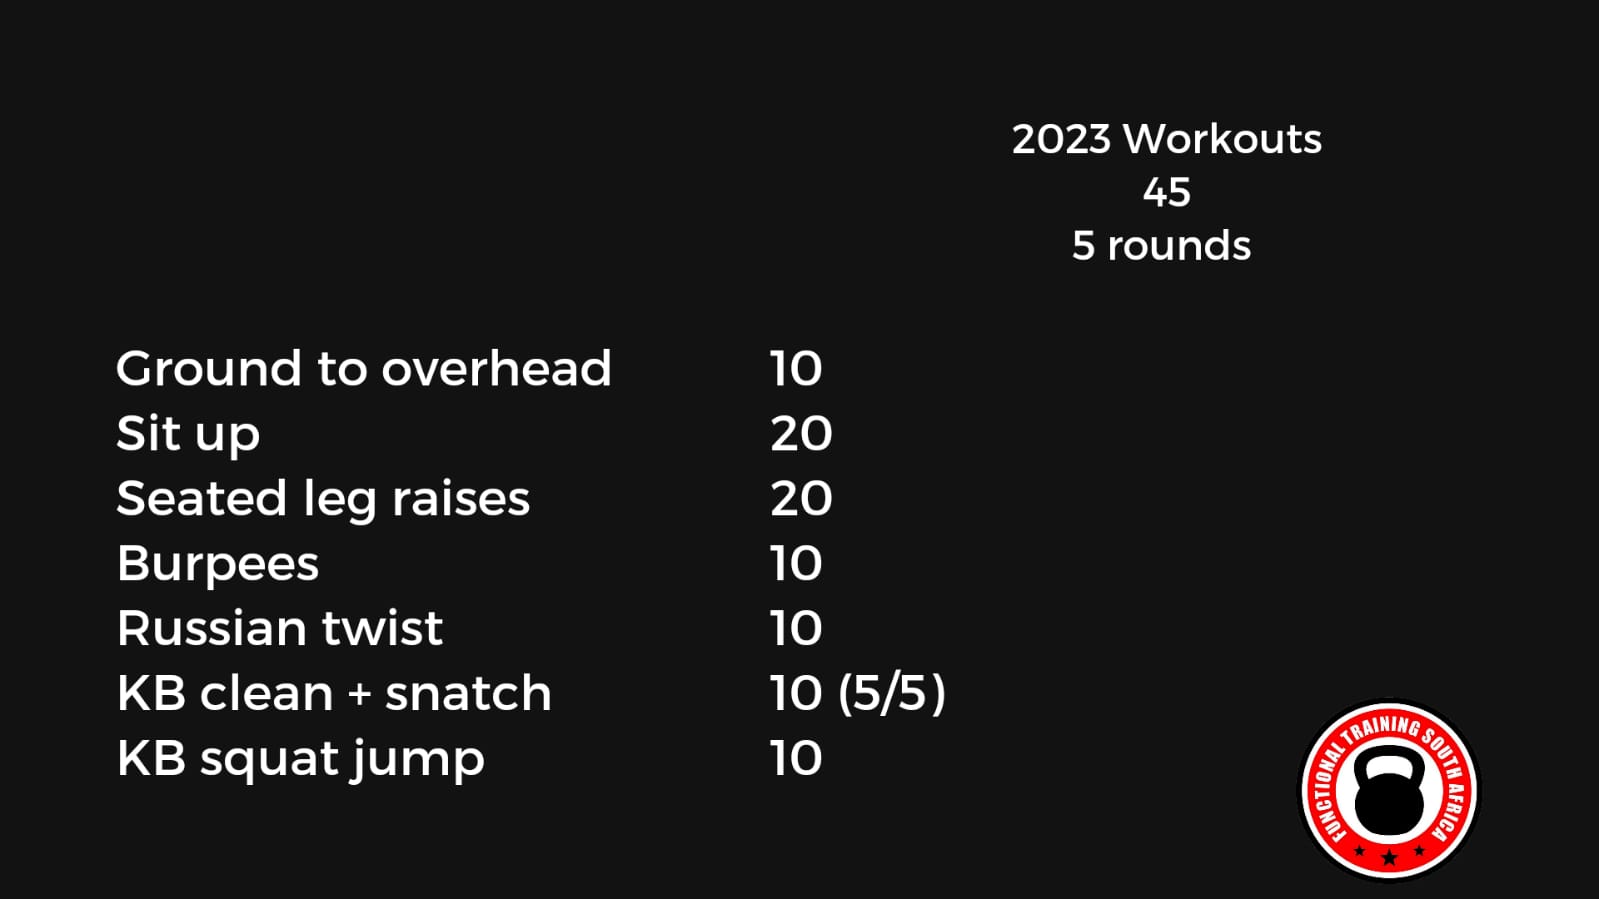 2023 Workouts
45
5 rounds
Ground to overhead 10
Sit up 20
Seated leg raises 20
Burpees 10
Russian twist 10
KB clean + snatch 10 (5/5)
KB squat jump 10
FUNCTIONAL TRAINING SOUTH AFRICA